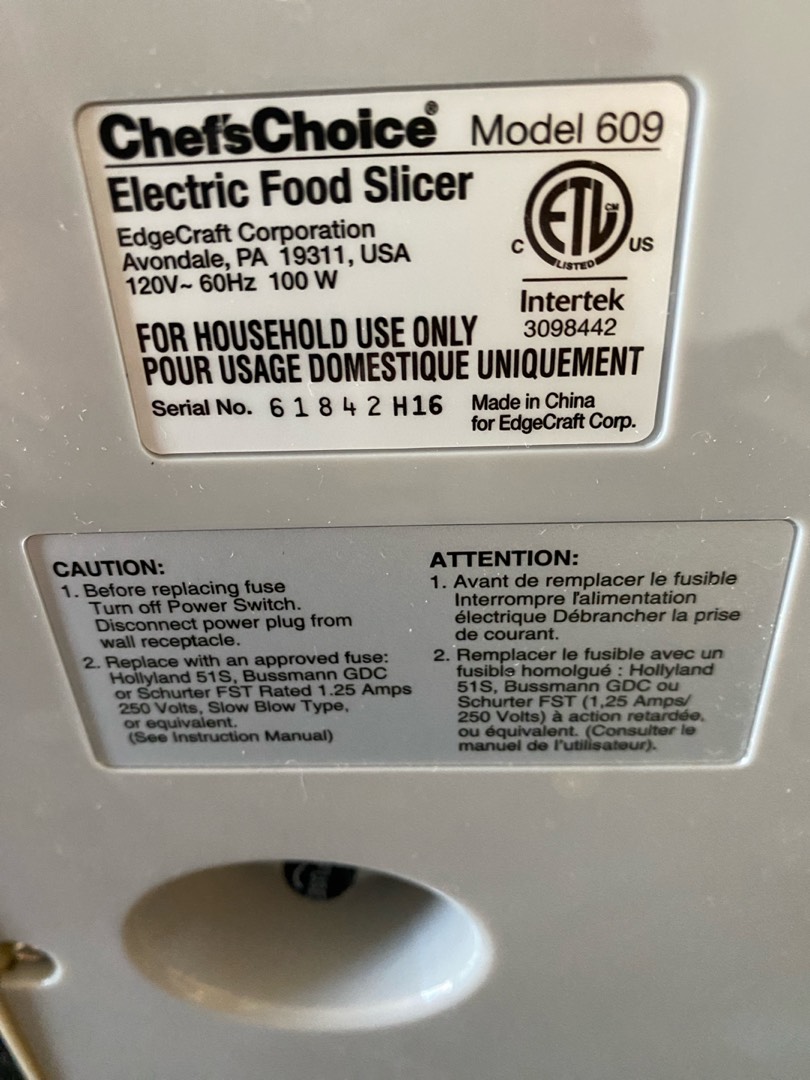 Chef'sChoice® Model 609
Electric Food Slicer
EdgeCraft Corporation
Avondale, PA 19311, USA
120V~ 60Hz 100 W
C ETL CM US
LISTED
Intertek
3098442
FOR HOUSEHOLD USE ONLY
POUR USAGE DOMESTIQUE UNIQUEMENT
Serial No. 61842 H16
Made in China
for EdgeCraft Corp.
CAUTION:
1. Before replacing fuse
Turn off Power Switch.
Disconnect power plug from
wall receptacle.
2. Replace with an approved fuse:
Hollyland 51S, Bussmann GDC
or Schurter FST Rated 1.25 Amps
250 Volts, Slow Blow Type,
or equivalent.
(See Instruction Manual)
ATTENTION:
1. Avant de remplacer le fusible
Interrompre l'alimentation
électrique Débrancher la prise
de courant.
2. Remplacer le fusible avec un
fusible homolgué : Hollyland
51S, Bussmann GDC ou
Schurter FST (1,25 Amps/
250 Volts) à action retardée,
ou équivalent. (Consulter le
manuel de l'utilisateur).